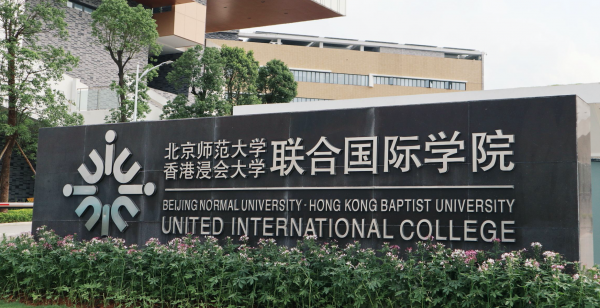 北京师范大学
香港浸会大学
联合国际学院
BEIJING NORMAL UNIVERSITY · HONG KONG BAPTIST UNIVERSITY
UNITED INTERNATIONAL COLLEGE